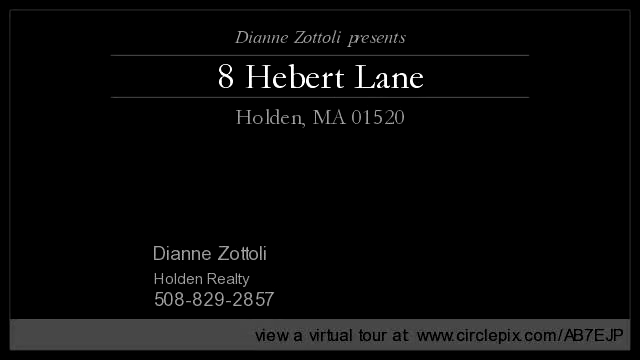 Dianne Zottoli presents
8 Hebert Lane
Holden, MA 01520
Dianne Zottoli
Holden Realty
508-829-2857
view a virtual tour at: www.circlepix.com/AB7EJP